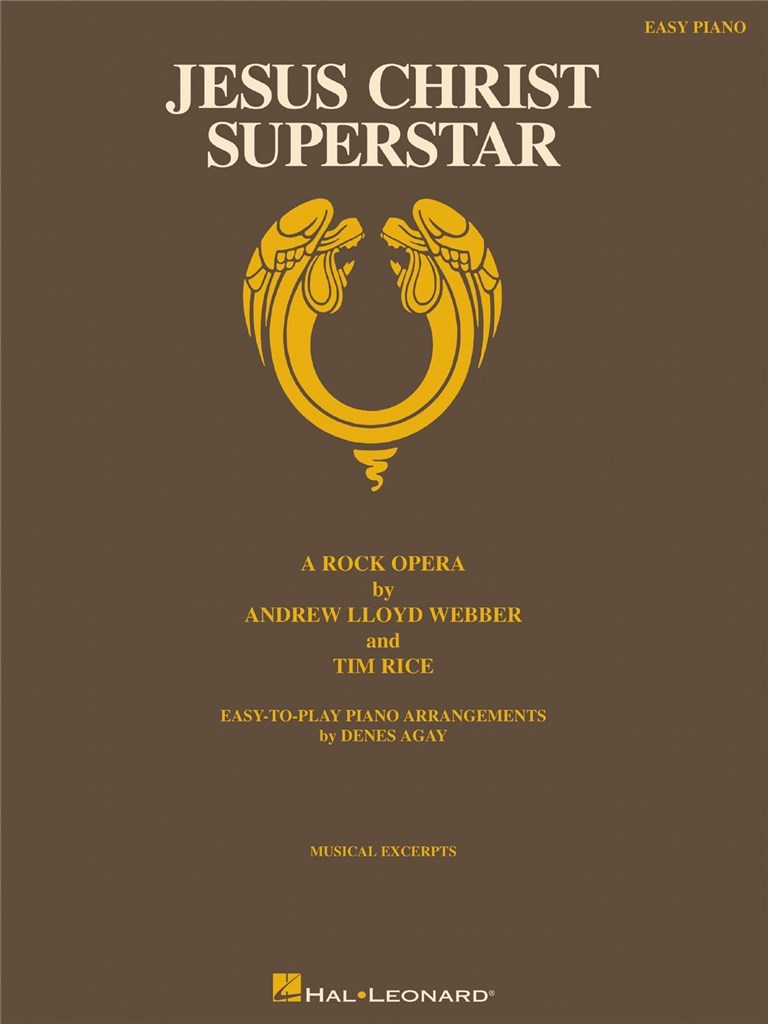 EASY PIANO
JESUS CHRIST
SUPERSTAR
A ROCK OPERA
by
ANDREW LLOYD WEBBER
and
TIM RICE
EASY-TO-PLAY PIANO ARRANGEMENTS
by DENES AGAY
MUSICAL EXCERPTS
HAL•LEONARD®